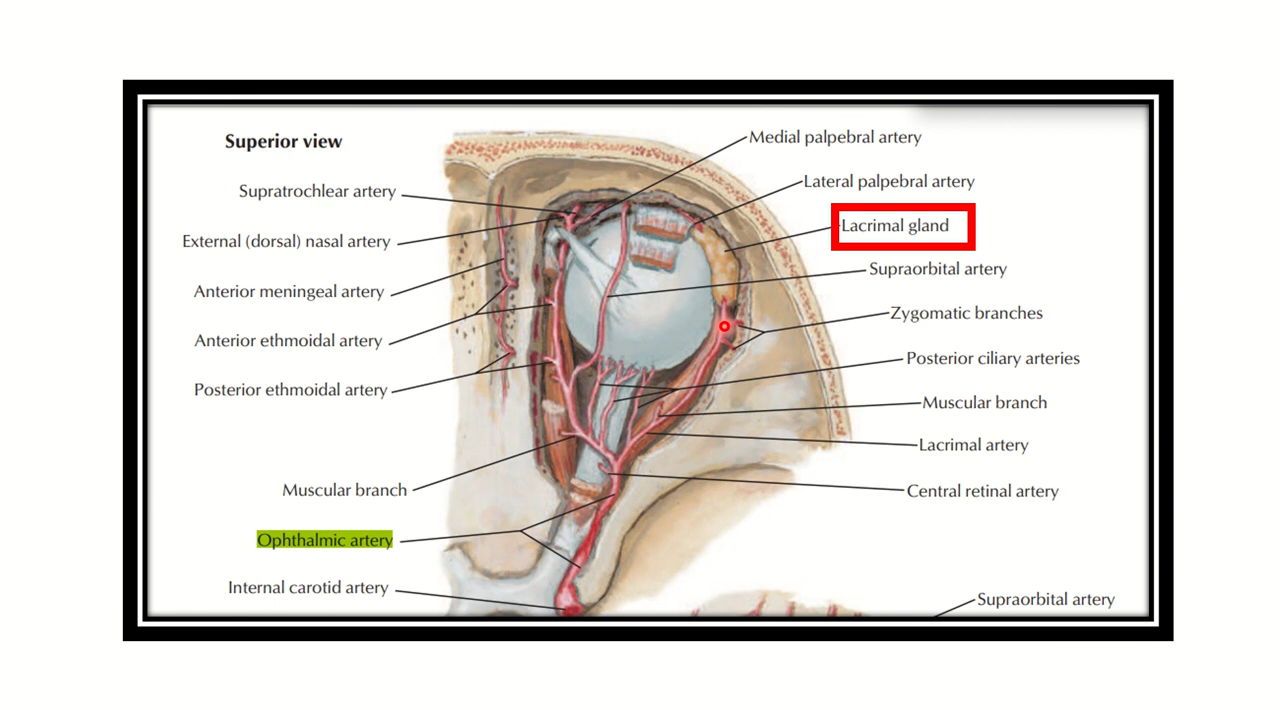 Superior view
Supratrochlear artery
External (dorsal) nasal artery
Anterior meningeal artery
Anterior ethmoidal artery
Posterior ethmoidal artery
Muscular branch
Ophthalmic artery
Internal carotid artery
Medial palpebral artery
Lateral palpebral artery
Lacrimal gland
Supraorbital artery
Zygomatic branches
Posterior ciliary arteries
Muscular branch
Lacrimal artery
Central retinal artery
Supraorbital artery